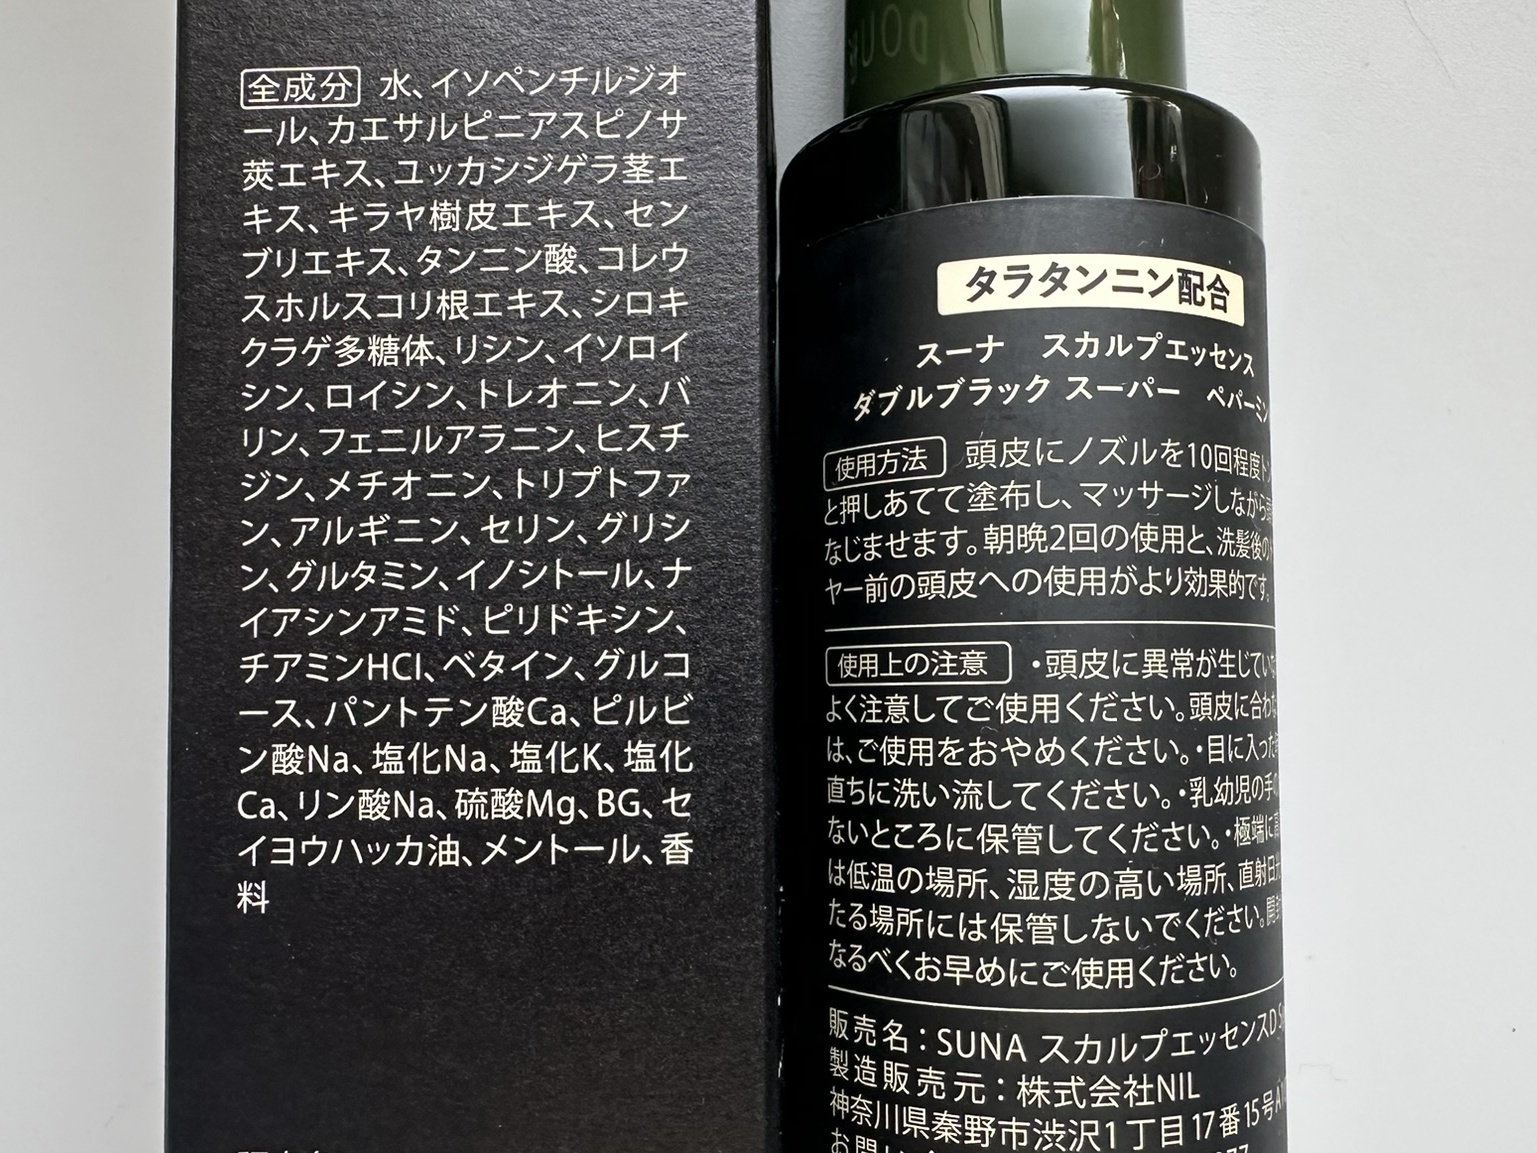 全成分 水、イソペンチルジオ
ール、カエサルピニアスピノサ
莢エキス、ユッカシジゲラ茎エ
キス、キラヤ樹皮エキス、セン
ブリエキス、タンニン酸、コレウ
スホルスコリ根エキス、シロキ
クラゲ多糖体、リシン、イソロイ
シン、ロイシン、トレオニン、バ
リン、フェニルアラニン、ヒスチ
ジン、メチオニン、トリプトファ
ン、アルギニン、セリン、グリシ
ン、グルタミン、イノシトール、ナ
イアシンアミド、ピリドキシン、
チアミンHCI、ベタイン、グルコ
ース、パントテン酸Ca、ピルビ
ン酸Na、塩化Na、塩化K、塩化
Ca、リン酸Na、硫酸Mg、BG、セ
イヨウハッカ油、メントール、香
料
タラタンニン配合
スーナ スカルプエッセンス
ダブルブラック スーパー ペパーミン
使用方法 頭皮にノズルを10回程度ト
と押しあてて塗布し、マッサージしながら
なじませます。朝晩2回の使用と、洗髪後の
ヤー前の頭皮への使用がより効果的です。
使用上の注意 ・頭皮に異常が生じていな
よく注意してご使用ください。頭皮に合わな
は、ご使用をおやめください。・目に入った
直ちに洗い流してください。・乳幼児の手の
ないところに保管してください。・極端に高
は低温の場所、湿度の高い場所、直射日光
たる場所には保管しないでください。開封
なるべくお早めにご使用ください。
販売名：SUNA スカルプエッセンスD
製造販売元：株式会社NIL
神奈川県秦野市渋沢1丁目17番15号A1